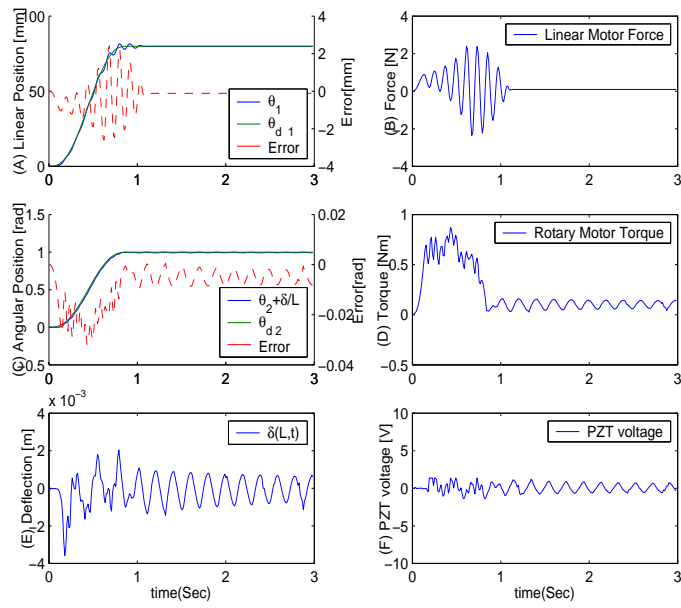 100
50
0
0
1
2
3
(A) Linear Position [mm]
4
2
0
−2
−4
Error[mm]
θ_1
θ_{d 1}
Error
4
2
0
−2
−4
0
1
2
3
(B) Force [N]
Linear Motor Force
1.5
1
0.5
0
−0.5
0
1
2
3
(C) Angular Position [rad]
0.02
0
−0.02
−0.04
Error[rad]
θ_2+δ/L
θ_{d 2}
Error
1
0.5
0
−0.5
0
1
2
3
(D) Torque [Nm]
Rotary Motor Torque
x 10^{−3}
4
2
0
−2
−4
0
1
2
3
(E) Deflection [m]
time(Sec)
δ(L,t)
10
5
0
−5
−10
0
1
2
3
(F) PZT voltage [V]
time(Sec)
PZT voltage